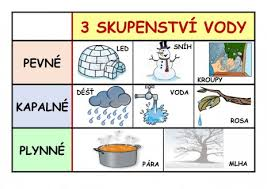 3 SKUPENSTVÍ VODY
PEVNÉ
LED
SNÍH
KROUPY
KAPALNÉ
DÉŠŤ
VODA
ROSA
PLYNNÉ
PÁRA
MLHA